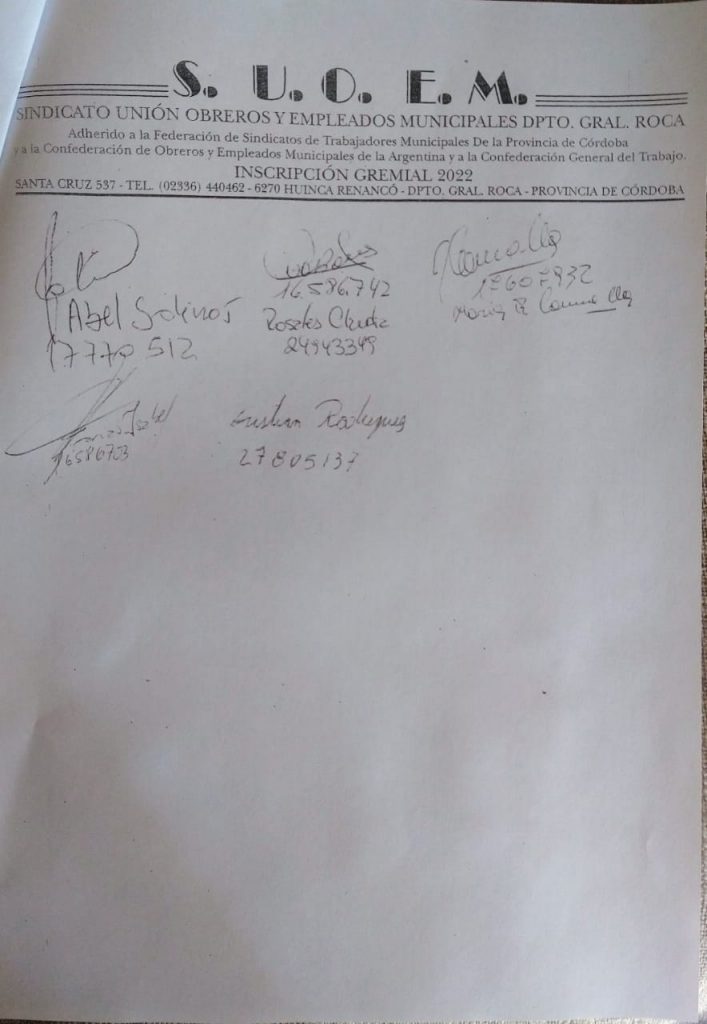 S. U. O. E. M.
SINDICATO UNIÓN OBREROS Y EMPLEADOS MUNICIPALES DPTO. GRAL. ROCA
Adherido a la Federación de Sindicatos de Trabajadores Municipales De la Provincia de Córdoba
y a la Confederación de Obreros y Empleados Municipales de la Argentina y a la Confederación General del Trabajo.
INSCRIPCIÓN GREMIAL 2022
SANTA CRUZ 537 - TEL. (02336) 440462 - 6270 HUINCA RENANCÓ - DPTO. GRAL. ROCA - PROVINCIA DE CÓRDOBA
Abel Salinas
17770512
16.586.742
Rosales
24943349
17607932
Isabel
Rodriguez
27805137